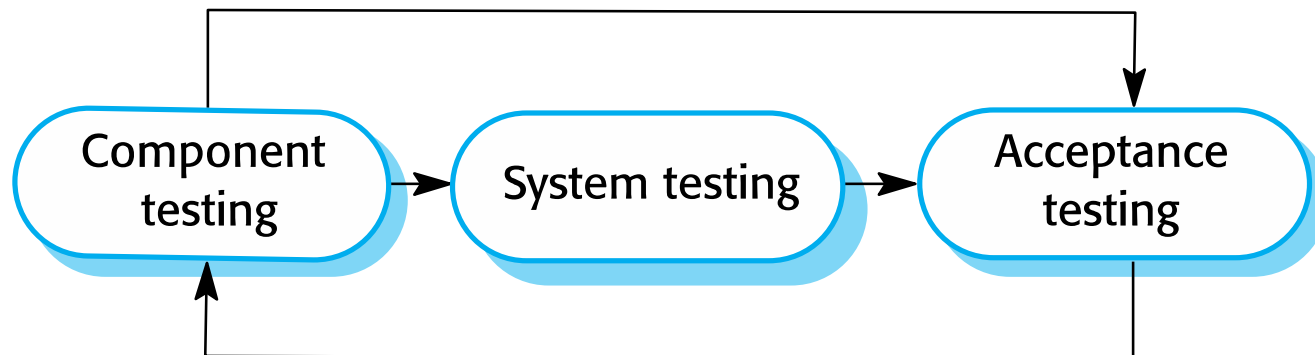 Component
testing
System testing
Acceptance
testing